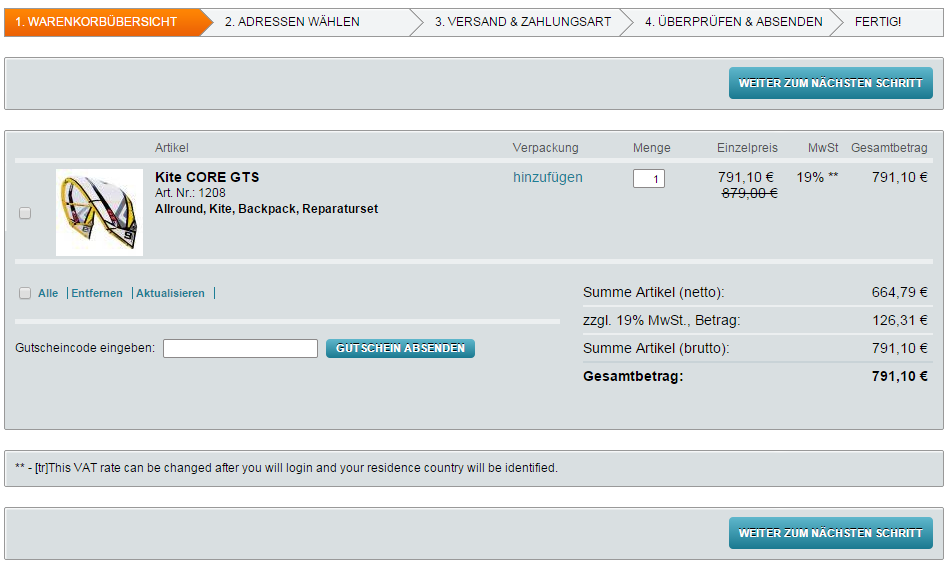 1. WARENKORBÜBERSICHT 2. ADRESSEN WÄHLEN 3. VERSAND & ZAHLUNGSART 4. ÜBERPRÜFEN & ABSENDEN FERTIG!
WEITER ZUM NÄCHSTEN SCHRITT
Artikel Verpackung Menge Einzelpreis MwSt Gesamtbetrag
Kite CORE GTS hinzufügen 1 791,10 € 19% ** 791,10 €
Art. Nr.: 1208 879,00 €
Allround, Kite, Backpack, Reparaturset
Alle | Entfernen | Aktualisieren |
Summe Artikel (netto): 664,79 €
zzgl. 19% MwSt., Betrag: 126,31 €
Gutscheincode eingeben: GUTSCHEIN ABSENDEN
Summe Artikel (brutto): 791,10 €
Gesamtbetrag: 791,10 €
** - [tr]This VAT rate can be changed after you will login and your residence country will be identified.
WEITER ZUM NÄCHSTEN SCHRITT